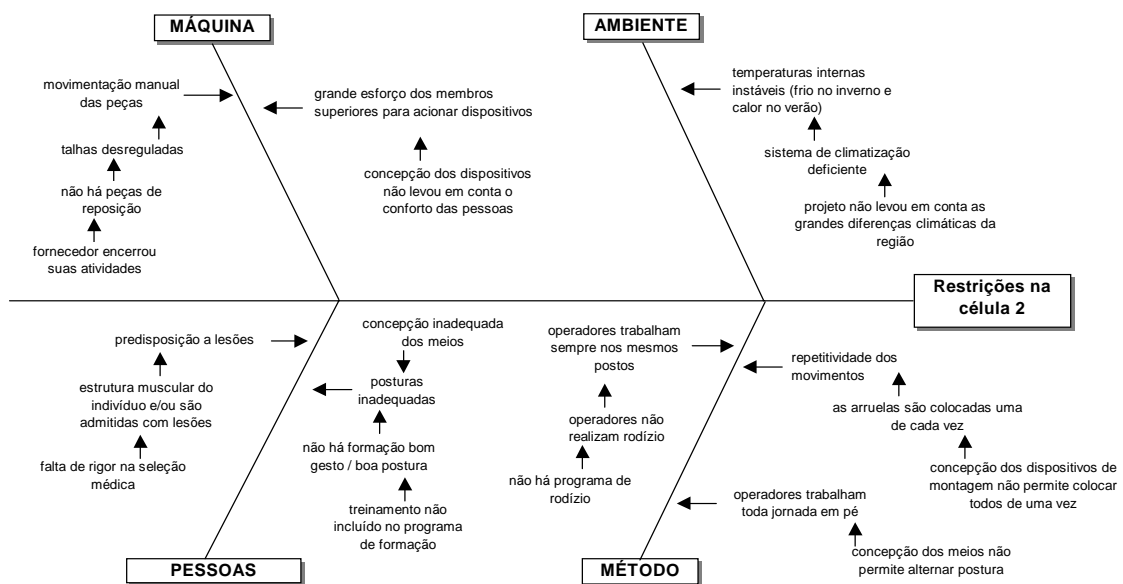 MÁQUINA
movimentação manual
das peças
talhas desreguladas
não há peças de
reposição
fornecedor encerrou
suas atividades
grande esforço dos membros
superiores para acionar dispositivos
concepção dos dispositivos
não levou em conta o
conforto das pessoas
AMBIENTE
temperaturas internas
instáveis (frio no inverno e
calor no verão)
sistema de climatização
deficiente
projeto não levou em conta as
grandes diferenças climáticas da
região
Restrições na
célula 2
predisposição a lesões
estrutura muscular do
indivíduo e/ou são
admitidas com lesões
falta de rigor na seleção
médica
concepção inadequada
dos meios
posturas
inadequadas
não há formação bom
gesto / boa postura
treinamento não
incluído no programa
de formação
PESSOAS
operadores trabalham
sempre nos mesmos
postos
operadores não
realizam rodízio
não há programa de
rodízio
repetitividade dos
movimentos
as arruelas são colocadas uma
de cada vez
concepção dos dispositivos de
montagem não permite colocar
todos de uma vez
operadores trabalham
toda jornada em pé
concepção dos meios não
permite alternar postura
MÉTODO